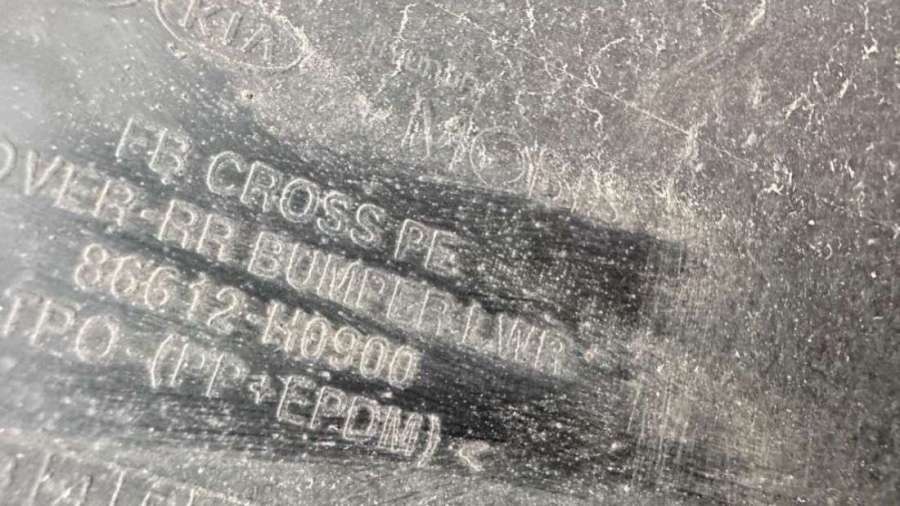 KIA
MOBIS
FB CROSS PE
OVER-RR BUMPER-LWR
86612-H0900
TPO-(PP+EPDM)<